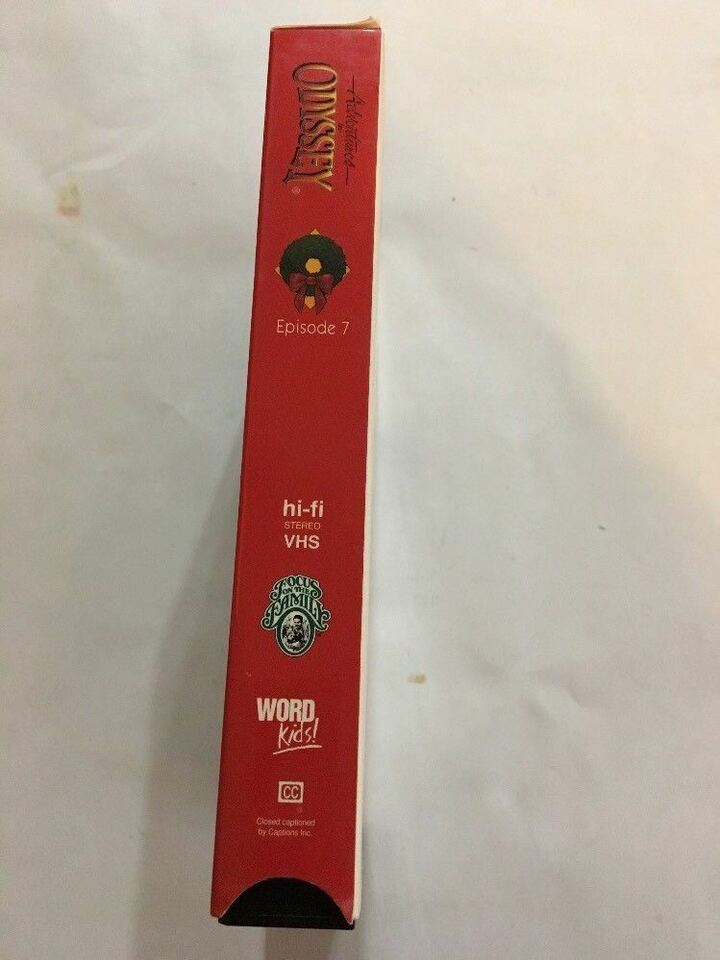 Adventures
in
ODYSSEY
®
Episode 7
hi-fi
STEREO
VHS
FOCUS
ON THE
FAMILY
WORD
kids!
CC
®
Closed captioned
by Captions Inc.